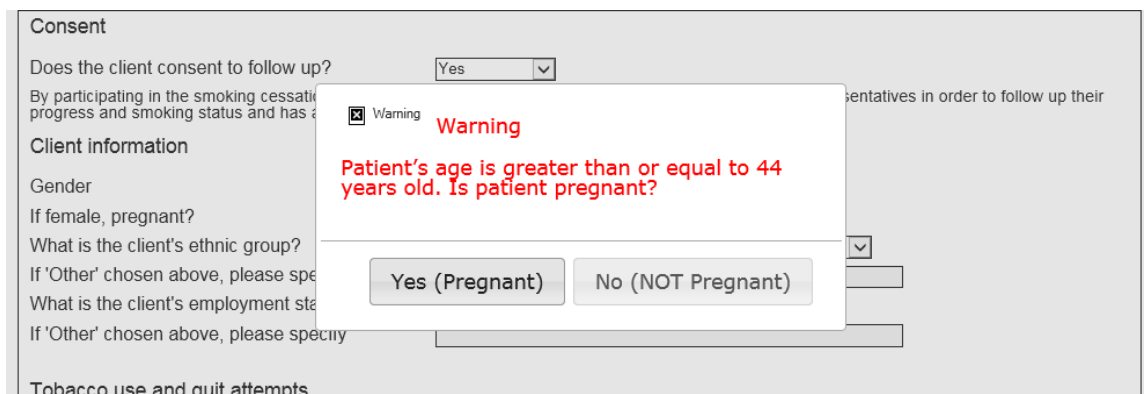 Consent
Does the client consent to follow up?
Yes
By participating in the smoking cessatio
sentatives in order to follow up their
progress and smoking status and has a
Warning
Warning
Patient's age is greater than or equal to 44
years old. Is patient pregnant?
Yes (Pregnant)
No (NOT Pregnant)
Client information
Gender
If female, pregnant?
What is the client's ethnic group?
If 'Other' chosen above, please spe
What is the client's employment sta
If 'Other' chosen above, please specify
Tobacco use and quit attempts